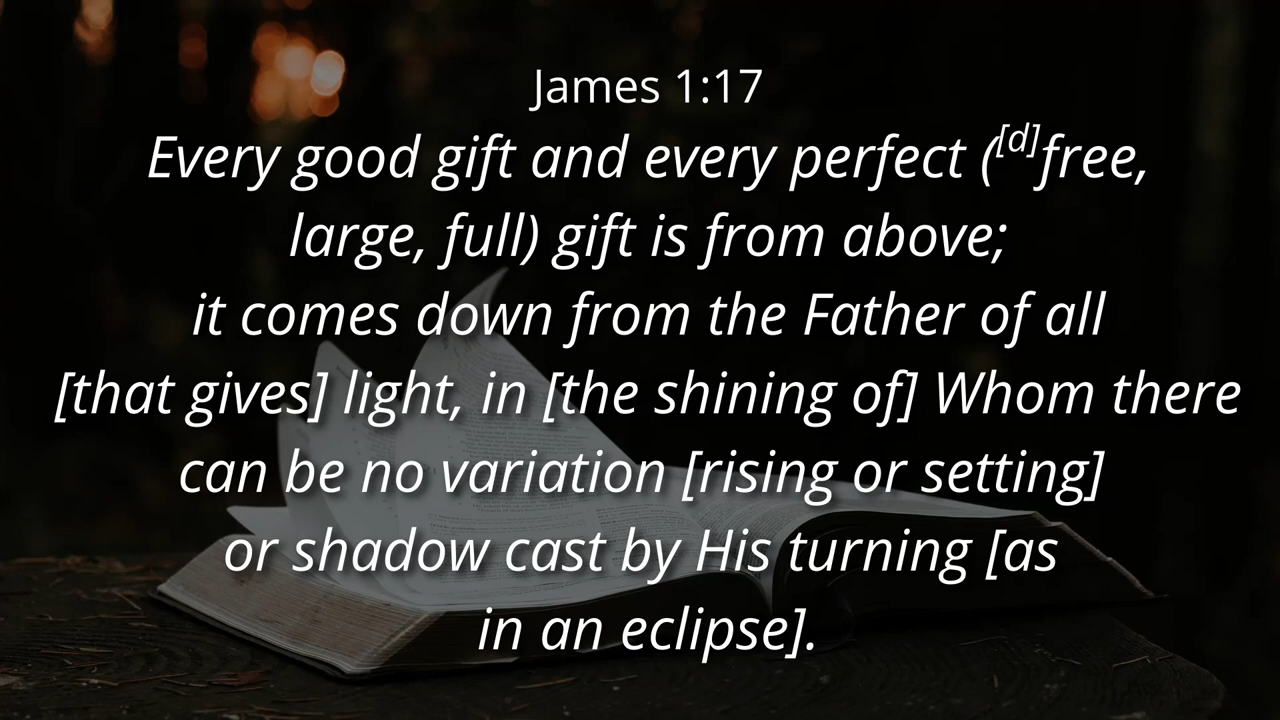 James 1:17
Every good gift and every perfect ([d]free,
large, full) gift is from above;
it comes down from the Father of all
[that gives] light, in [the shining of] Whom there
can be no variation [rising or setting]
or shadow cast by His turning [as
in an eclipse].